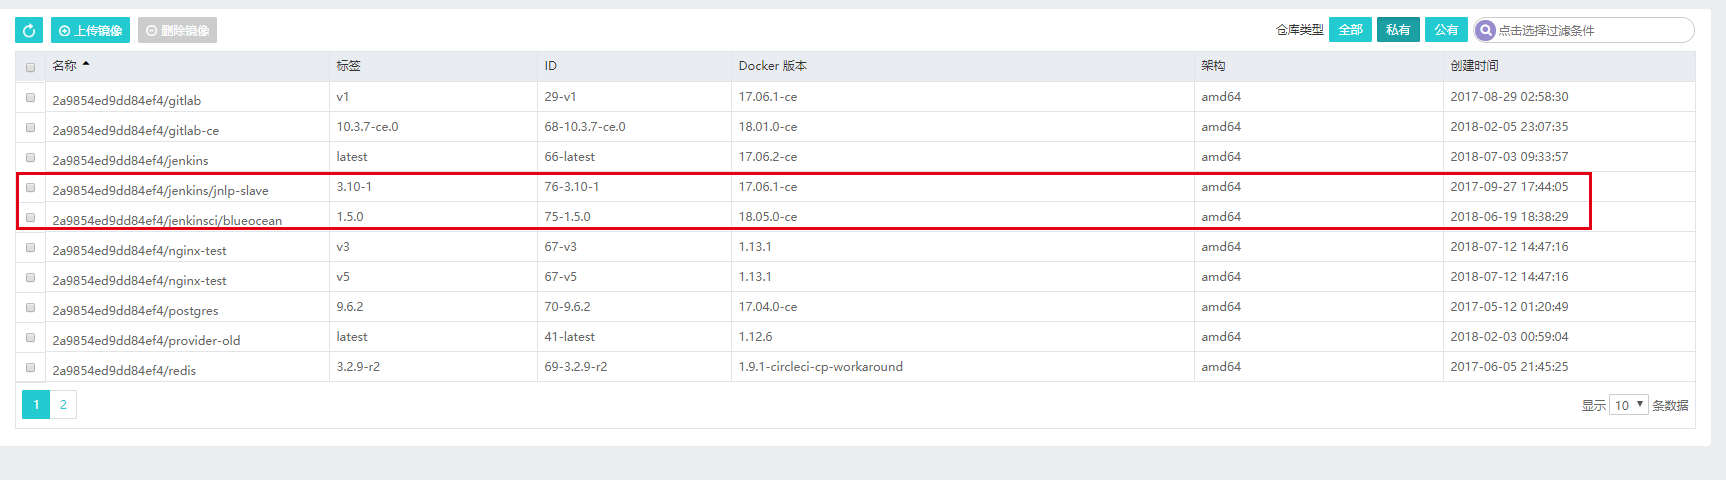 上传镜像 删除镜像 仓库类型 全部 私有 公有 点击选择过滤条件
名称 标签 ID Docker 版本 架构 创建时间
2a9854ed9dd84ef4/gitlab v1 29-v1 17.06.1-ce amd64 2017-08-29 02:58:30
2a9854ed9dd84ef4/gitlab-ce 10.3.7-ce.0 68-10.3.7-ce.0 18.01.0-ce amd64 2018-02-05 23:07:35
2a9854ed9dd84ef4/jenkins latest 66-latest 17.06.2-ce amd64 2018-07-03 09:33:57
2a9854ed9dd84ef4/jenkins/jnlp-slave 3.10-1 76-3.10-1 17.06.1-ce amd64 2017-09-27 17:44:05
2a9854ed9dd84ef4/jenkinsci/blueocean 1.5.0 75-1.5.0 18.05.0-ce amd64 2018-06-19 18:38:29
2a9854ed9dd84ef4/nginx-test v3 67-v3 1.13.1 amd64 2018-07-12 14:47:16
2a9854ed9dd84ef4/nginx-test v5 67-v5 1.13.1 amd64 2018-07-12 14:47:16
2a9854ed9dd84ef4/postgres 9.6.2 70-9.6.2 17.04.0-ce amd64 2017-05-12 01:20:49
2a9854ed9dd84ef4/provider-old latest 41-latest 1.12.6 amd64 2018-02-03 00:59:04
2a9854ed9dd84ef4/redis 3.2.9-r2 69-3.2.9-r2 1.9.1-circleci-cp-workaround amd64 2017-06-05 21:45:25
1 2 显示 10 条数据